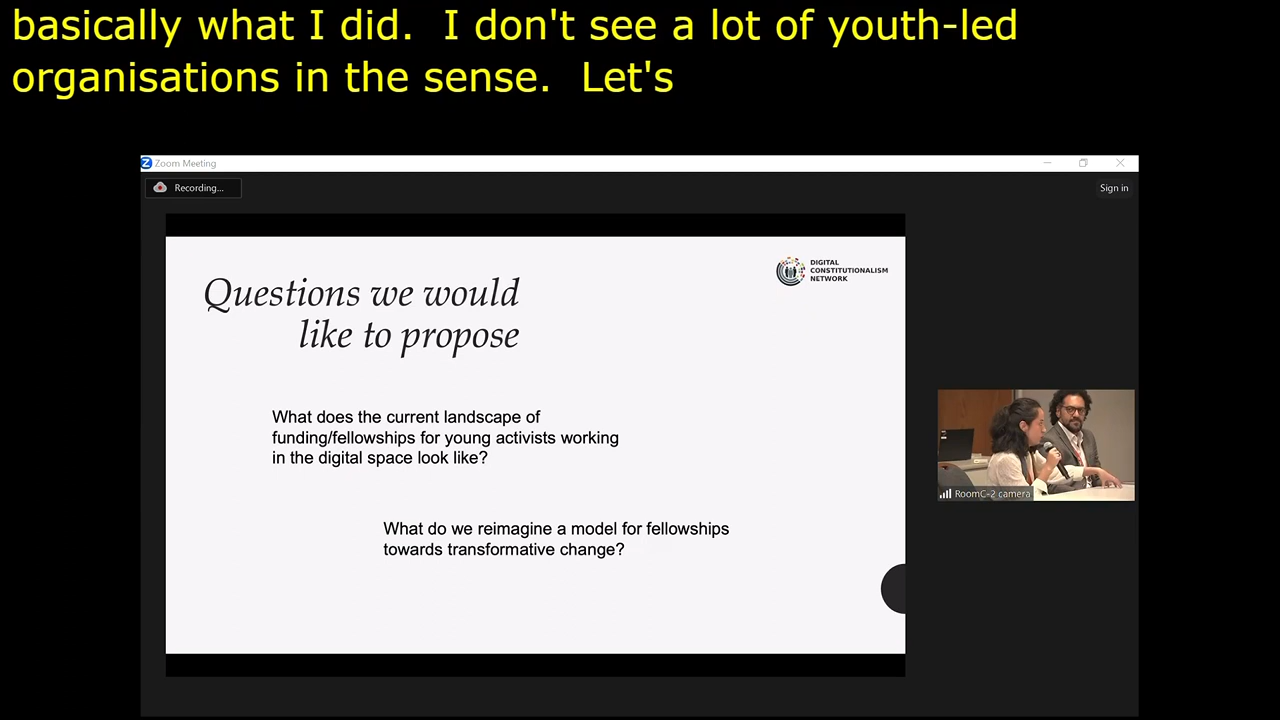 basically what I did.  I don't see a lot of youth-led
organisations in the sense.  Let's
Zoom Meeting
Recording...
Sign in
DIGITAL
CONSTITUTIONALISM
NETWORK
Questions we would
like to propose
What does the current landscape of
funding/fellowships for young activists working
in the digital space look like?
What do we reimagine a model for fellowships
towards transformative change?
RoomC-2 camera